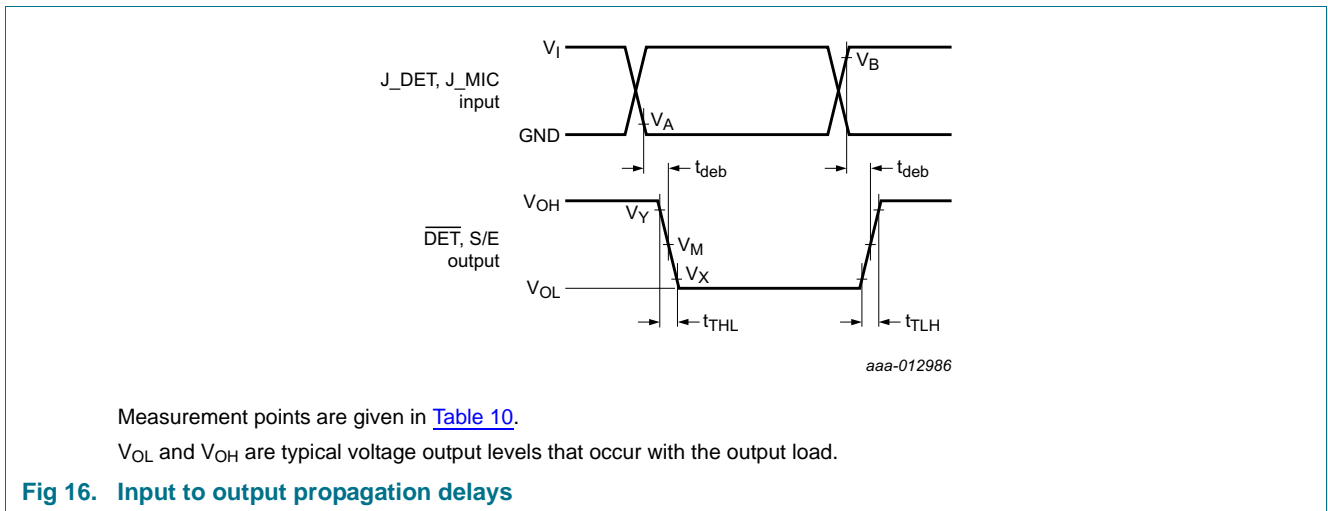 V_I
J_DET, J_MIC
input
V_B
V_A
GND
t_deb
t_deb
V_OH
V_Y
D̅E̅T̅, S/E
output
V_M
V_X
V_OL
t_THL
t_TLH
aaa-012986
Measurement points are given in Table 10.
V_OL and V_OH are typical voltage output levels that occur with the output load.
Fig 16. Input to output propagation delays